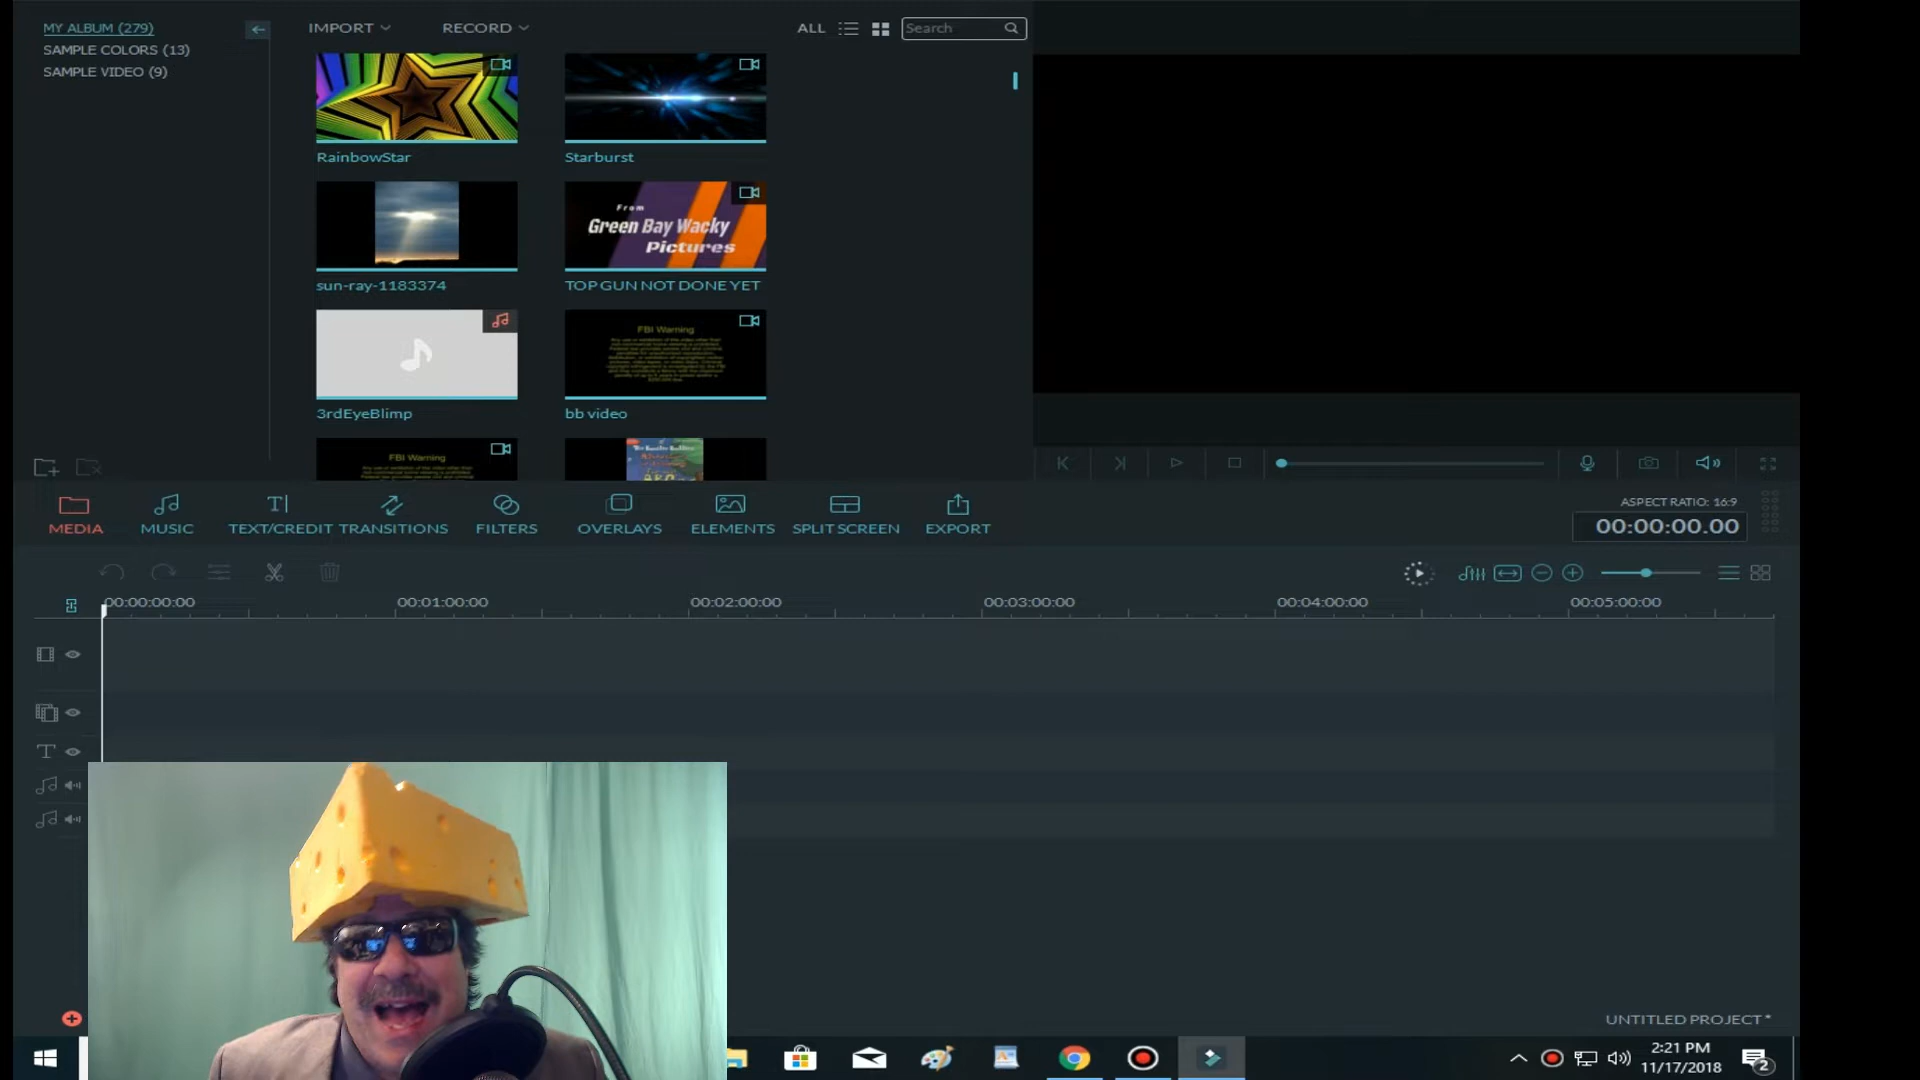 MY ALBUM (279)
SAMPLE COLORS (13)
SAMPLE VIDEO (9)
IMPORT
RECORD
ALL
Search
RainbowStar
Starburst
From
Green Bay Wacky
Pictures
sun-ray-1183374
TOP GUN NOT DONE YET
FBI Warning
3rdEyeBlimp
bb video
FBI Warning
MEDIA
MUSIC
TEXT/CREDIT
TRANSITIONS
FILTERS
OVERLAYS
ELEMENTS
SPLIT SCREEN
EXPORT
ASPECT RATIO: 16:9
00:00:00.00
00:00:00:00
00:01:00:00
00:02:00:00
00:03:00:00
00:04:00:00
00:05:00:00
UNTITLED PROJECT *
2:21 PM
11/17/2018
2